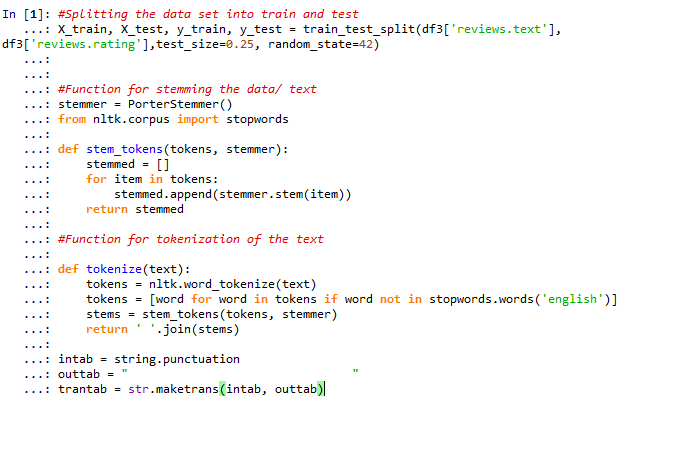 In [1]: #Splitting the data set into train and test
   ...: X_train, X_test, y_train, y_test = train_test_split(df3['reviews.text'],
df3['reviews.rating'],test_size=0.25, random_state=42)
   ...:
   ...:
   ...: #Function for stemming the data/ text
   ...: stemmer = PorterStemmer()
   ...: from nltk.corpus import stopwords
   ...:
   ...: def stem_tokens(tokens, stemmer):
   ...:     stemmed = []
   ...:     for item in tokens:
   ...:         stemmed.append(stemmer.stem(item))
   ...:     return stemmed
   ...:
   ...: #Function for tokenization of the text
   ...:
   ...: def tokenize(text):
   ...:     tokens = nltk.word_tokenize(text)
   ...:     tokens = [word for word in tokens if word not in stopwords.words('english')]
   ...:     stems = stem_tokens(tokens, stemmer)
   ...:     return ' '.join(stems)
   ...:
   ...: intab = string.punctuation
   ...: outtab = "                                "
   ...: trantab = str.maketrans(intab, outtab)